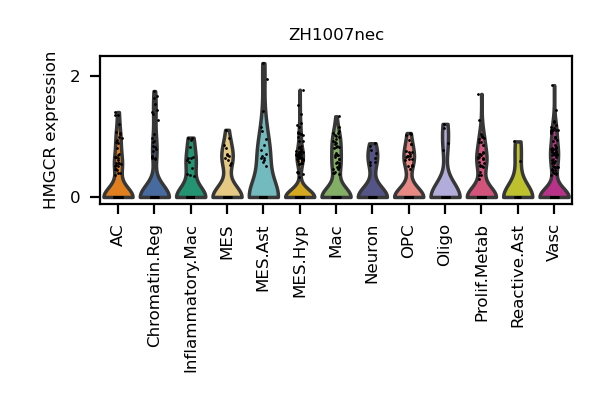 ZH1007nec
HMGCR expression
2
0
AC
Chromatin.Reg
Inflammatory.Mac
MES
MES.Ast
MES.Hyp
Mac
Neuron
OPC
Oligo
Prolif.Metab
Reactive.Ast
Vasc